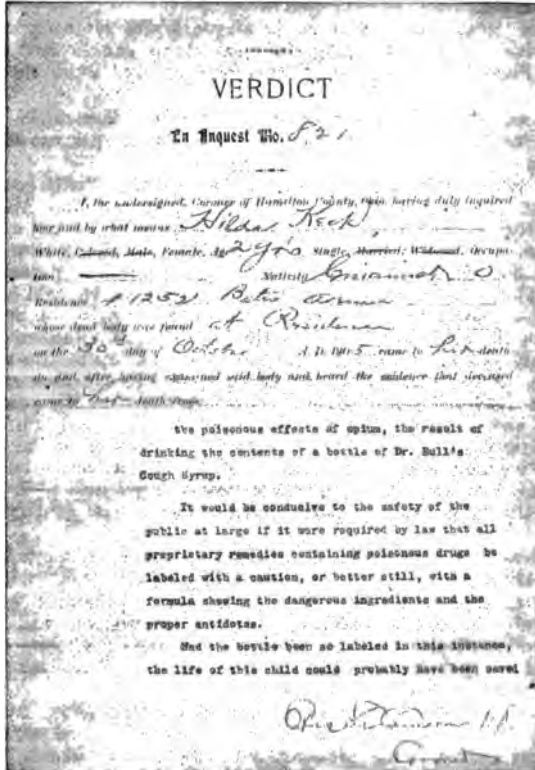 VERDICT
In Inquest No. 821
I, the undersigned, Coroner of Hamilton County, Ohio, having duly inquired
how and by what means Hilda Keck
White, Colored, Male, Female, Age 2 yrs Single, Married, Widowed, Occupa-
tion Nativity Cincinnati O
Residence 1252 Bates Avenue
whose dead body was found at Residence
on the 30 day of October A. D. 1905 came to her death
do find, after having examined said body and heard the evidence that deceased
came to her death from
the poisonous effects of opium, the result of
drinking the contents of a bottle of Dr. Bull's
Cough Syrup.
It would be conducive to the safety of the
public at large if it were required by law that all
proprietary remedies containing poisonous drugs be
labeled with a caution, or better still, with a
formula showing the dangerous ingredients and the
proper antidotes.
Had the bottle been so labeled in this instance,
the life of this child could probably have been saved
Coroner